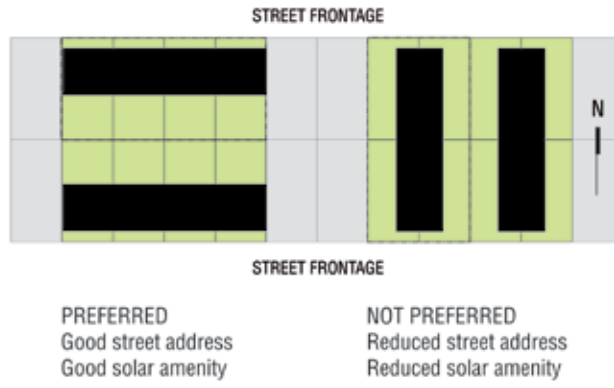 STREET FRONTAGE
N
STREET FRONTAGE
PREFERRED
Good street address
Good solar amenity
NOT PREFERRED
Reduced street address
Reduced solar amenity